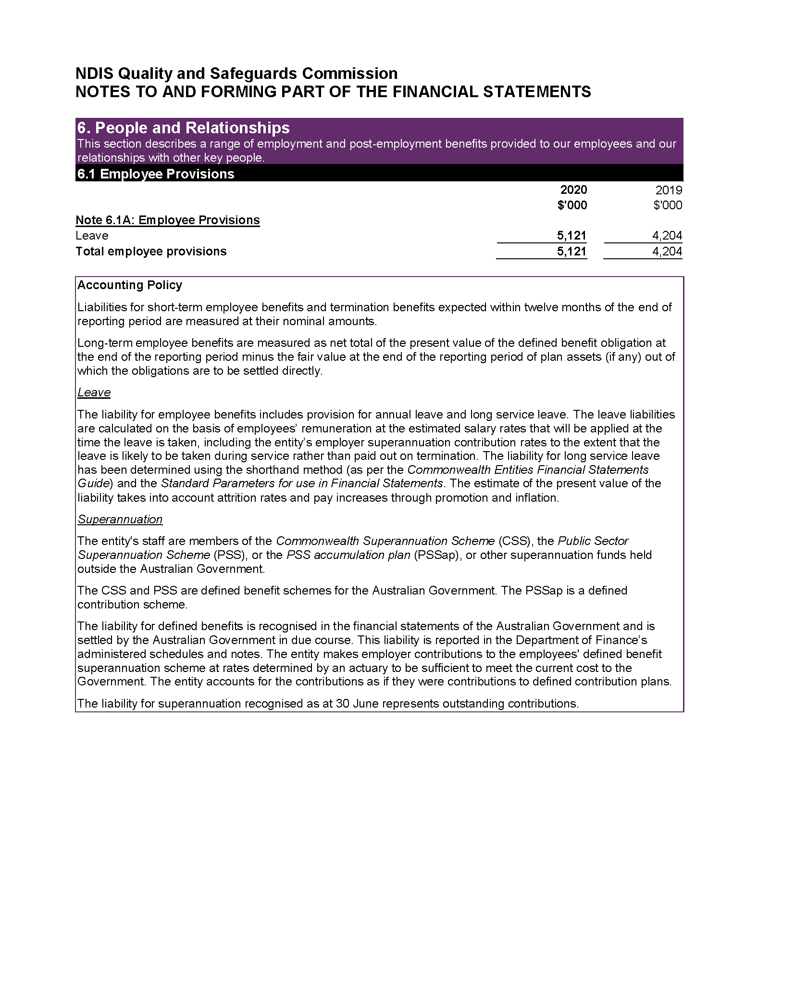 NDIS Quality and Safeguards Commission
NOTES TO AND FORMING PART OF THE FINANCIAL STATEMENTS
6. People and Relationships
This section describes a range of employment and post-employment benefits provided to our employees and our
relationships with other key people.
6.1 Employee Provisions
2020 2019
$'000 $'000
Note 6.1A: Employee Provisions
Leave 5,121 4,204
Total employee provisions 5,121 4,204
Accounting Policy
Liabilities for short-term employee benefits and termination benefits expected within twelve months of the end of
reporting period are measured at their nominal amounts.
Long-term employee benefits are measured as net total of the present value of the defined benefit obligation at
the end of the reporting period minus the fair value at the end of the reporting period of plan assets (if any) out of
which the obligations are to be settled directly.
Leave
The liability for employee benefits includes provision for annual leave and long service leave. The leave liabilities
are calculated on the basis of employees’ remuneration at the estimated salary rates that will be applied at the
time the leave is taken, including the entity’s employer superannuation contribution rates to the extent that the
leave is likely to be taken during service rather than paid out on termination. The liability for long service leave
has been determined using the shorthand method (as per the Commonwealth Entities Financial Statements
Guide) and the Standard Parameters for use in Financial Statements. The estimate of the present value of the
liability takes into account attrition rates and pay increases through promotion and inflation.
Superannuation
The entity's staff are members of the Commonwealth Superannuation Scheme (CSS), the Public Sector
Superannuation Scheme (PSS), or the PSS accumulation plan (PSSap), or other superannuation funds held
outside the Australian Government.
The CSS and PSS are defined benefit schemes for the Australian Government. The PSSap is a defined
contribution scheme.
The liability for defined benefits is recognised in the financial statements of the Australian Government and is
settled by the Australian Government in due course. This liability is reported in the Department of Finance’s
administered schedules and notes. The entity makes employer contributions to the employees' defined benefit
superannuation scheme at rates determined by an actuary to be sufficient to meet the current cost to the
Government. The entity accounts for the contributions as if they were contributions to defined contribution plans.
The liability for superannuation recognised as at 30 June represents outstanding contributions.